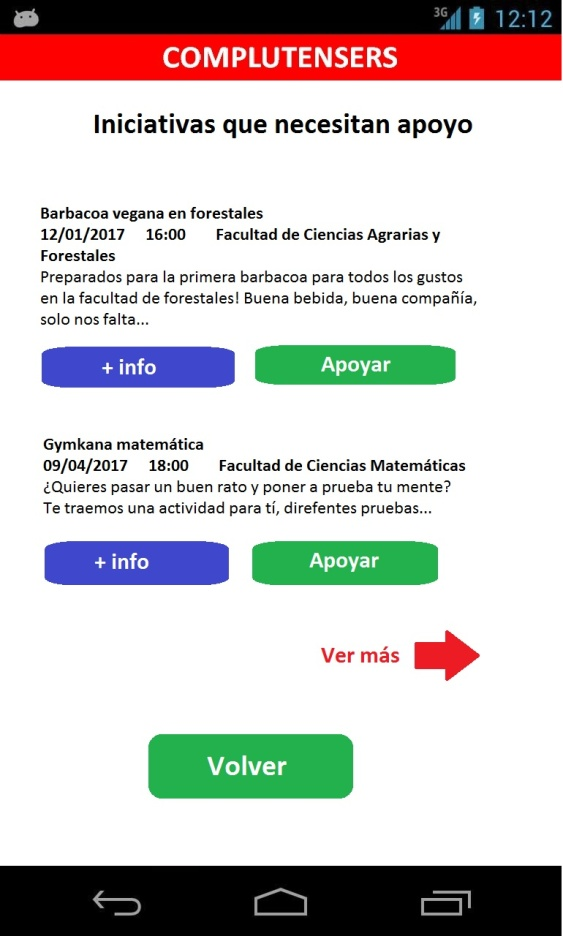 3G 12:12
COMPLUTENSERS
Iniciativas que necesitan apoyo
Barbacoa vegana en forestales
12/01/2017 16:00 Facultad de Ciencias Agrarias y
Forestales
Preparados para la primera barbacoa para todos los gustos
en la facultad de forestales! Buena bebida, buena compañía,
solo nos falta...
+ info Apoyar
Gymkana matemática
09/04/2017 18:00 Facultad de Ciencias Matemáticas
¿Quieres pasar un buen rato y poner a prueba tu mente?
Te traemos una actividad para tí, direfentes pruebas...
+ info Apoyar
Ver más
Volver